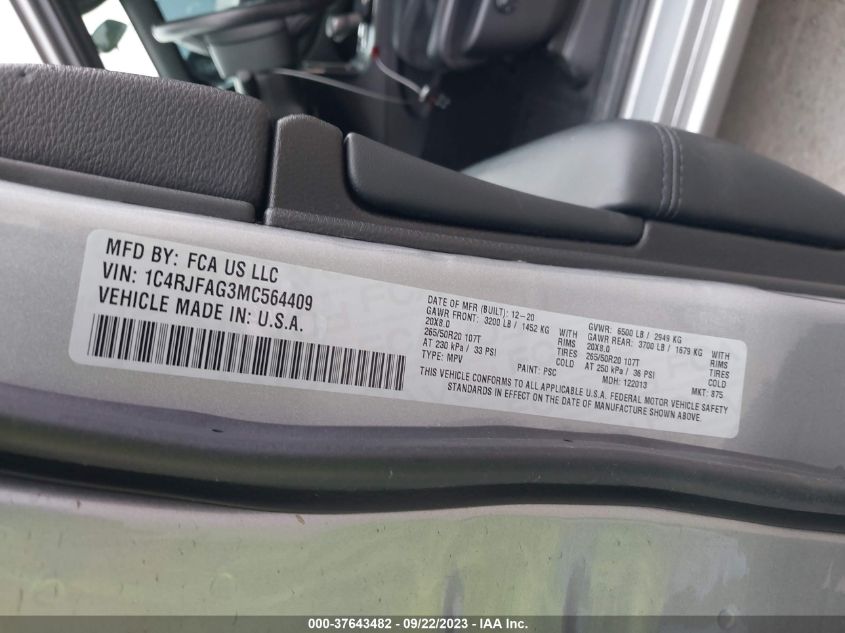 MFD BY: FCA US LLC
VIN: 1C4RJFAG3MC564409
VEHICLE MADE IN: U.S.A.
DATE OF MFR (BUILT): 12-20
GAWR FRONT: 3200 LB / 1452 KG WITH
20X8.0 RIMS
265/50R20 107T TIRES
AT 230 kPa / 33 PSI COLD
TYPE: MPV
GVWR: 6500 LB / 2949 KG
GAWR REAR: 3700 LB / 1679 KG WITH
20X8.0 RIMS
265/50R20 107T TIRES
AT 250 kPa / 36 PSI COLD
PAINT: PSC MDH: 122013 MKT: 875
THIS VEHICLE CONFORMS TO ALL APPLICABLE U.S.A. FEDERAL MOTOR VEHICLE SAFETY
STANDARDS IN EFFECT ON THE DATE OF MANUFACTURE SHOWN ABOVE.
000-37643482 - 09/22/2023 - IAA Inc.